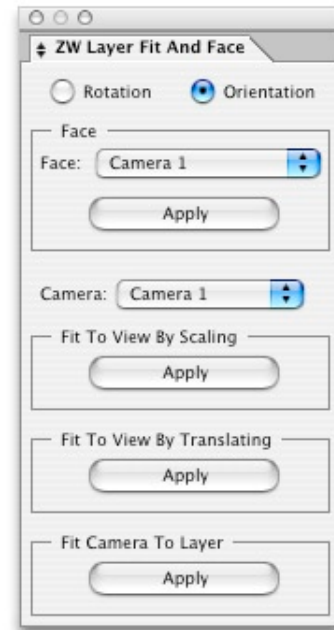 ZW Layer Fit And Face
Rotation Orientation
Face
Face: Camera 1
Apply
Camera: Camera 1
Fit To View By Scaling
Apply
Fit To View By Translating
Apply
Fit Camera To Layer
Apply